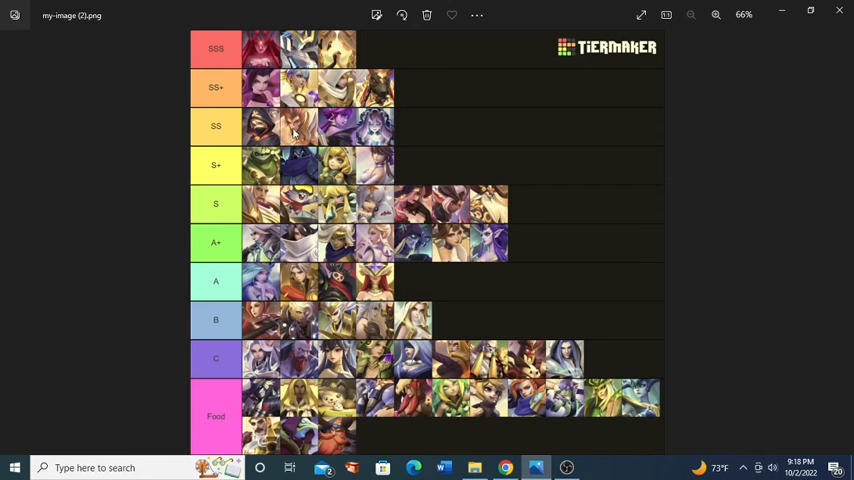 my-image (2).png
66%
TIERMAKER
SSS
SS+
SS
S+
S
A+
A
B
C
Food
Type here to search
2
73°F
9:18 PM
10/2/2022
20